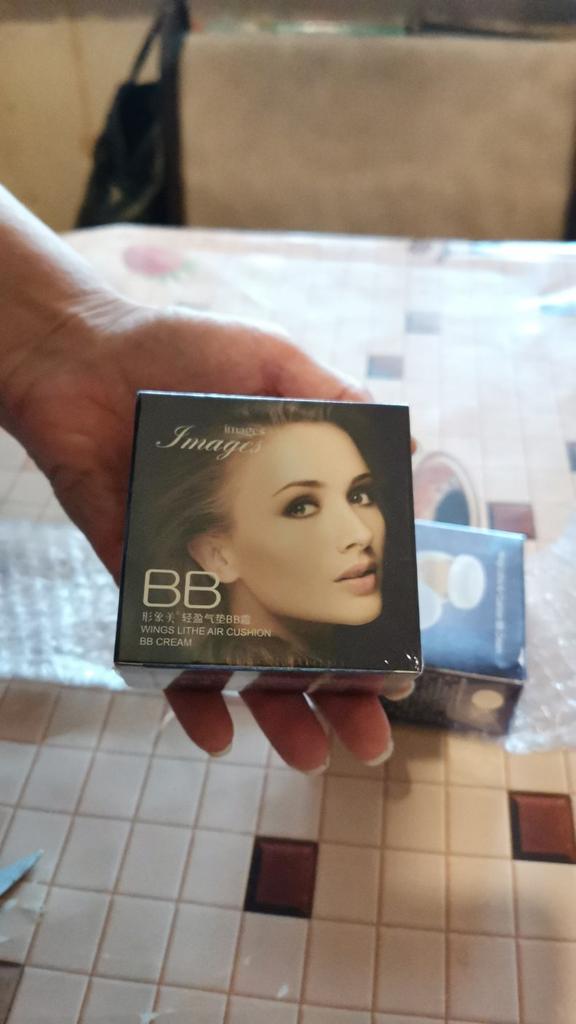 images
Images
BB
形象美®轻盈气垫BB霜
WINGS LITHE AIR CUSHION
BB CREAM